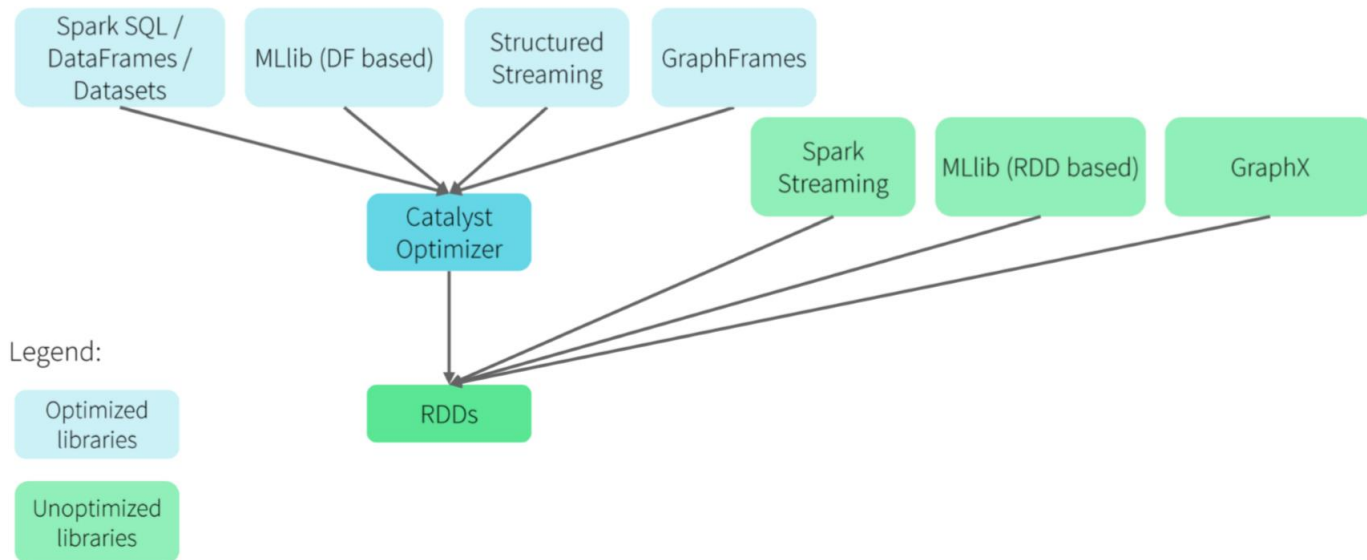 Spark SQL /
DataFrames /
Datasets
MLlib (DF based)
Structured
Streaming
GraphFrames
Spark
Streaming
MLlib (RDD based)
GraphX
Catalyst
Optimizer
RDDs
Legend:
Optimized
libraries
Unoptimized
libraries